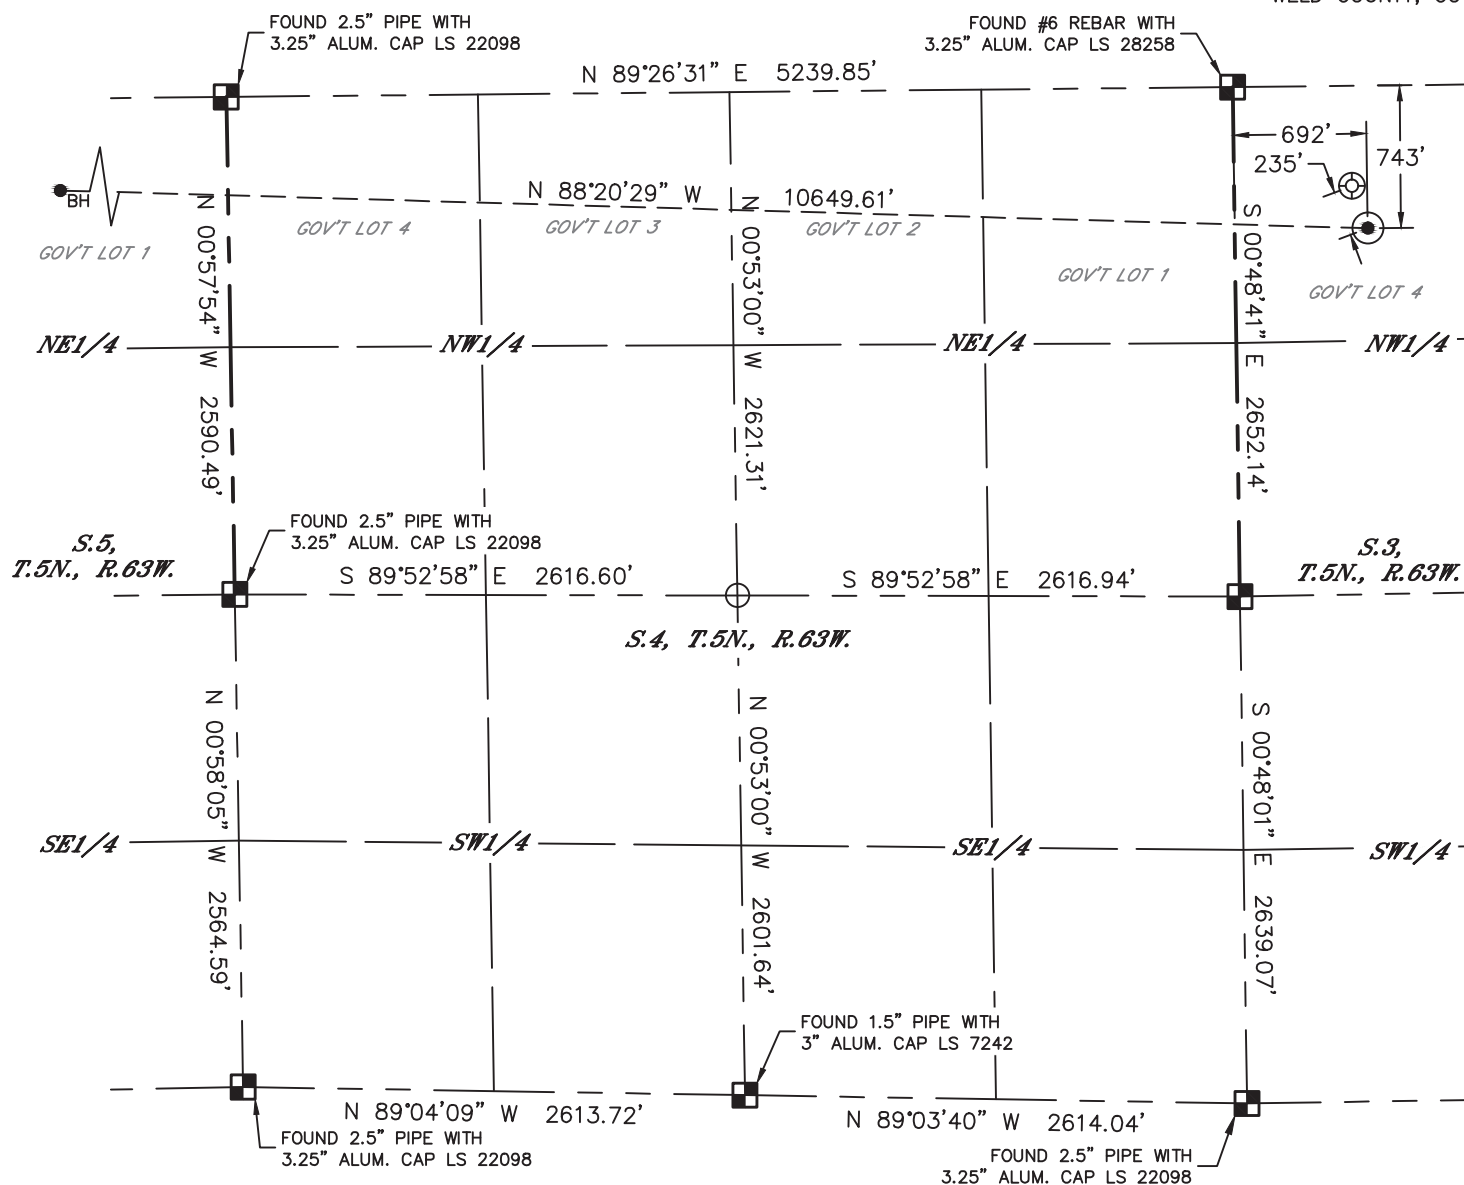 WELD COUNTY,
FOUND 2.5" PIPE WITH
3.25" ALUM. CAP LS 22098
FOUND #6 REBAR WITH
3.25" ALUM. CAP LS 28258
N 89°26'31" E 5239.85'
692'
235'
743'
BH
N 88°20'29" W 10649.61'
GOV'T LOT 1
GOV'T LOT 4
GOV'T LOT 3
GOV'T LOT 2
GOV'T LOT 1
GOV'T LOT 4
N 00°57'54" W 2590.49'
N 00°53'00" W 2621.31'
S 00°48'41" E 2652.14'
NE1/4
NW1/4
NE1/4
NW1/4
FOUND 2.5" PIPE WITH
3.25" ALUM. CAP LS 22098
S.5,
T.5N., R.63W.
S 89°52'58" E 2616.60'
S 89°52'58" E 2616.94'
S.3,
T.5N., R.63W.
S.4, T.5N., R.63W.
N 00°58'05" W 2564.59'
N 00°53'00" W 2601.64'
S 00°48'01" E 2639.07'
SE1/4
SW1/4
SE1/4
SW1/4
FOUND 1.5" PIPE WITH
3" ALUM. CAP LS 7242
N 89°04'09" W 2613.72'
N 89°03'40" W 2614.04'
FOUND 2.5" PIPE WITH
3.25" ALUM. CAP LS 22098
FOUND 2.5" PIPE WITH
3.25" ALUM. CAP LS 22098